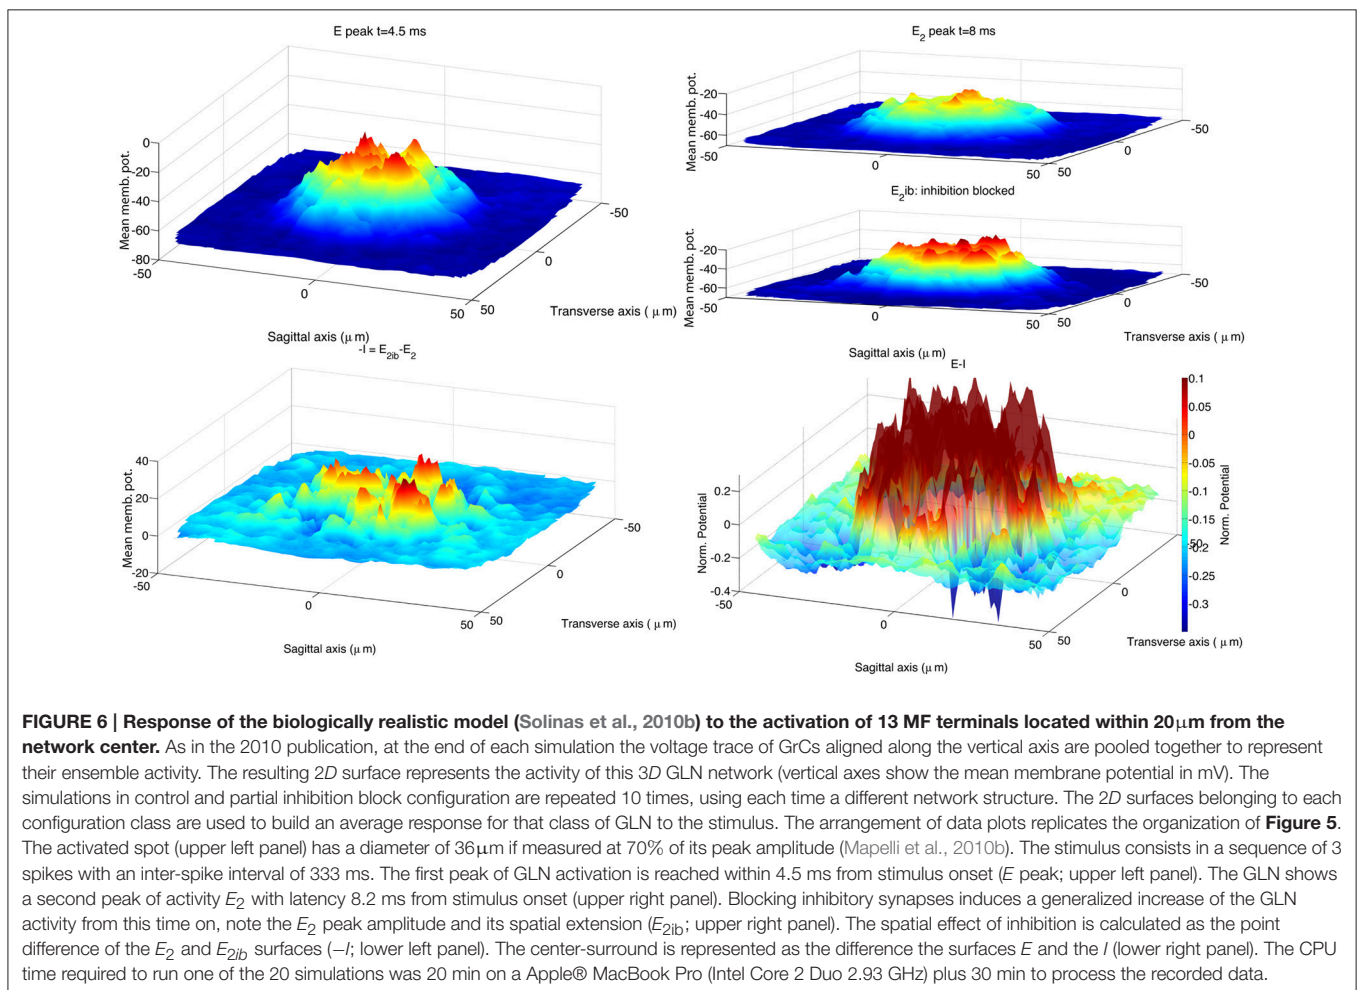 E peak t=4.5 ms
0
-20
-40
-60
-80
Mean memb. pot.
-50
0
50
50
0
-50
Sagittal axis (μm)
Transverse axis ( μm)
E2 peak t=8 ms
-20
-40
-60
Mean memb. pot.
-50
0
50
50
0
-50
E2ib: inhibition blocked
-20
-40
-60
Mean memb. pot.
-50
0
50
50
0
-50
Sagittal axis (μm)
Transverse axis ( μm)
-I = E2ib-E2
40
20
0
-20
Mean memb. pot.
-50
0
50
50
0
-50
Sagittal axis (μm)
Transverse axis ( μm)
E-I
0.2
0
-0.2
-0.4
Norm. Potential
-50
0
50
50
0
-50
Sagittal axis (μm)
Transverse axis ( μm)
0.1
0.05
0
-0.05
-0.1
-0.15
-0.2
-0.25
-0.3
Norm. Potential
FIGURE 6 | Response of the biologically realistic model (Solinas et al., 2010b) to the activation of 13 MF terminals located within 20μm from the
network center. As in the 2010 publication, at the end of each simulation the voltage trace of GrCs aligned along the vertical axis are pooled together to represent
their ensemble activity. The resulting 2D surface represents the activity of this 3D GLN network (vertical axes show the mean membrane potential in mV). The
simulations in control and partial inhibition block configuration are repeated 10 times, using each time a different network structure. The 2D surfaces belonging to each
configuration class are used to build an average response for that class of GLN to the stimulus. The arrangement of data plots replicates the organization of Figure 5.
The activated spot (upper left panel) has a diameter of 36μm if measured at 70% of its peak amplitude (Mapelli et al., 2010b). The stimulus consists in a sequence of 3
spikes with an inter-spike interval of 333 ms. The first peak of GLN activation is reached within 4.5 ms from stimulus onset (E peak; upper left panel). The GLN shows
a second peak of activity E2 with latency 8.2 ms from stimulus onset (upper right panel). Blocking inhibitory synapses induces a generalized increase of the GLN
activity from this time on, note the E2 peak amplitude and its spatial extension (E2ib; upper right panel). The spatial effect of inhibition is calculated as the point
difference of the E2 and E2ib surfaces (−I; lower left panel). The center-surround is represented as the difference the surfaces E and the I (lower right panel). The CPU
time required to run one of the 20 simulations was 20 min on a Apple® MacBook Pro (Intel Core 2 Duo 2.93 GHz) plus 30 min to process the recorded data.